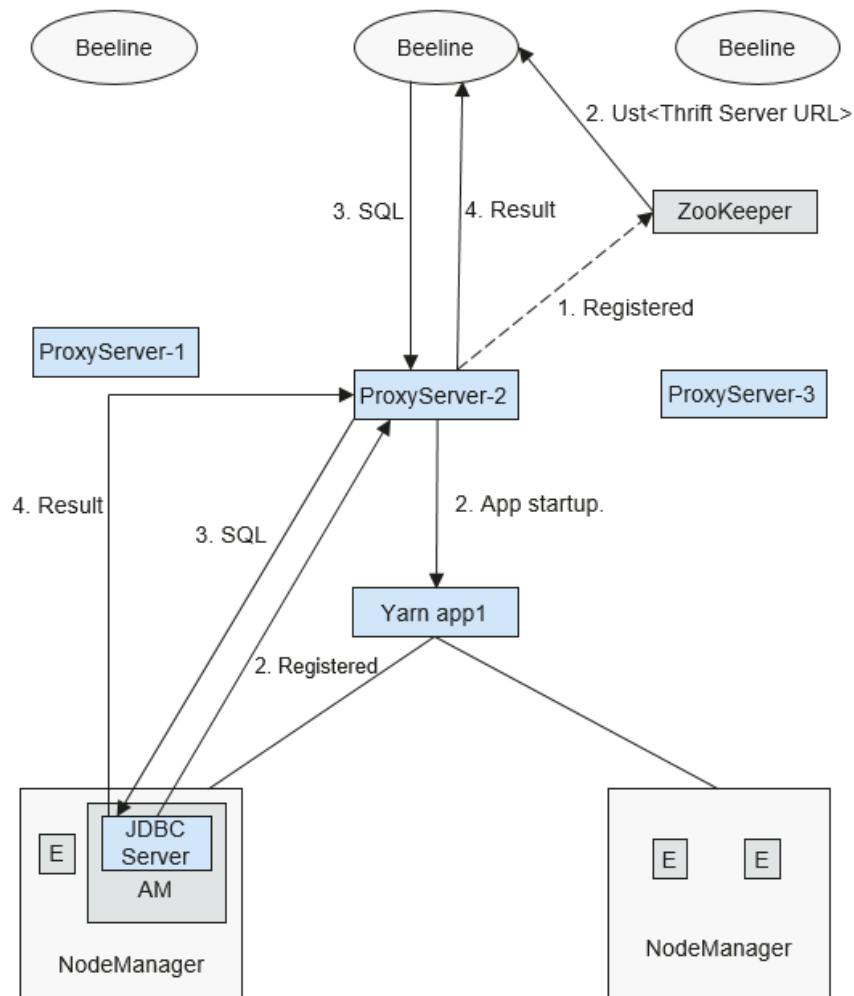 Beeline
Beeline
Beeline
2. Ust<Thrift Server URL>
3. SQL
4. Result
ZooKeeper
1. Registered
ProxyServer-1
ProxyServer-2
ProxyServer-3
4. Result
3. SQL
2. App startup.
Yarn app1
2. Registered
JDBC
Server
E
AM
NodeManager
E
E
NodeManager